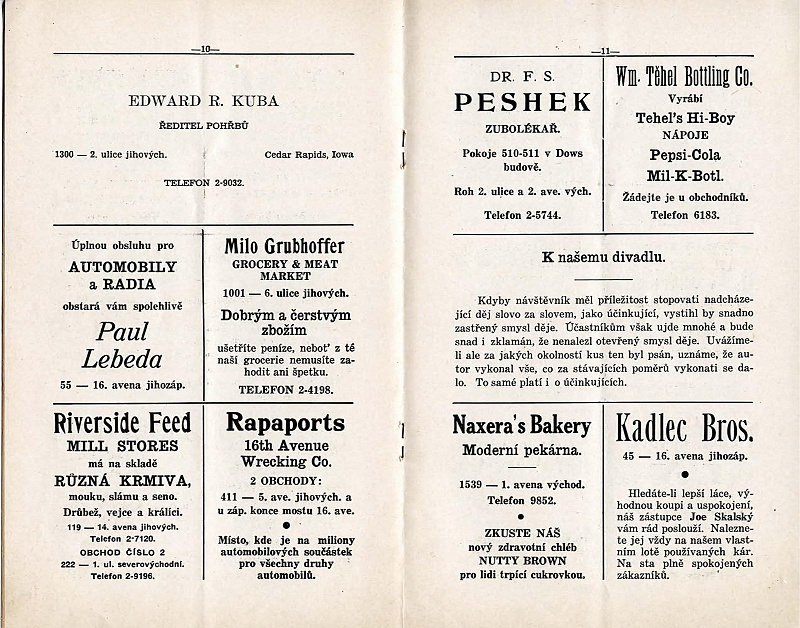 —10—
EDWARD R. KUBA
ŘEDITEL POHŘBŮ
1300 — 2. ulice jihových.
Cedar Rapids, Iowa
TELEFON 2-9032.
Úplnou obsluhu pro
AUTOMOBILY
a RADIA
obstará vám spolehlivě
Paul
Lebeda
55 — 16. avena jihozáp.
Milo Grubhoffer
GROCERY & MEAT
MARKET
1001 — 6. ulice jihových.
Dobrým a čerstvým
zbožím
ušetříte peníze, neboť z té
naší grocerie nemusíte za-
hodit ani špetku.
TELEFON 2-4198.
Riverside Feed
MILL STORES
má na skladě
RŮZNÁ KRMIVA,
mouku, slámu a seno.
Drůbež, vejce a králíci.
119 — 14. avena jihových.
Telefon 2-7120.
OBCHOD ČÍSLO 2
222 — 1. ul. severovýchodní.
Telefon 2-9196.
Rapaports
16th Avenue
Wrecking Co.
2 OBCHODY:
411 — 5. ave. jihových. a
u záp. konce mostu 16. ave.
Místo, kde je na miliony
automobilových součástek
pro všechny druhy
automobilů.
—11—
DR. F. S.
PESHEK
ZUBOLÉKAŘ.
Pokoje 510-511 v Dows
budově.
Roh 2. ulice a 2. ave. vých.
Telefon 2-5744.
Wm. Těhel Bottling Co.
Vyrábí
Tehel's Hi-Boy
NÁPOJE
Pepsi-Cola
Mil-K-Botl.
Žádejte je u obchodníků.
Telefon 6183.
K našemu divadlu.
Kdyby návštěvník měl příležitost stopovati nadcháze-
jící děj slovo za slovem, jako účinkující, vystihl by snadno
zastřený smysl děje. Účastníkům však ujde mnohé a bude
snad i zklamán, že nenalezl otevřený smysl děje. Uvážíme-
li ale za jakých okolností kus ten byl psán, uznáme, že au-
tor vykonal vše, co za stávajících poměrů vykonati se da-
lo. To samé platí i o účinkujících.
Naxera's Bakery
Moderní pekárna.
1539 — 1. avena východ.
Telefon 9852.
ZKUSTE NÁŠ
nový zdravotní chléb
NUTTY BROWN
pro lidi trpící cukrovkou.
Kadlec Bros.
45 — 16. avena jihozáp.
Hledáte-li lepší láce, vý-
hodnou koupi a uspokojení,
náš zástupce Joe Skalský
vám rád poslouží. Nalezne-
te jej vždy na našem vlast-
ním lotě používaných kár.
Na sta plně spokojených
zákazníků.